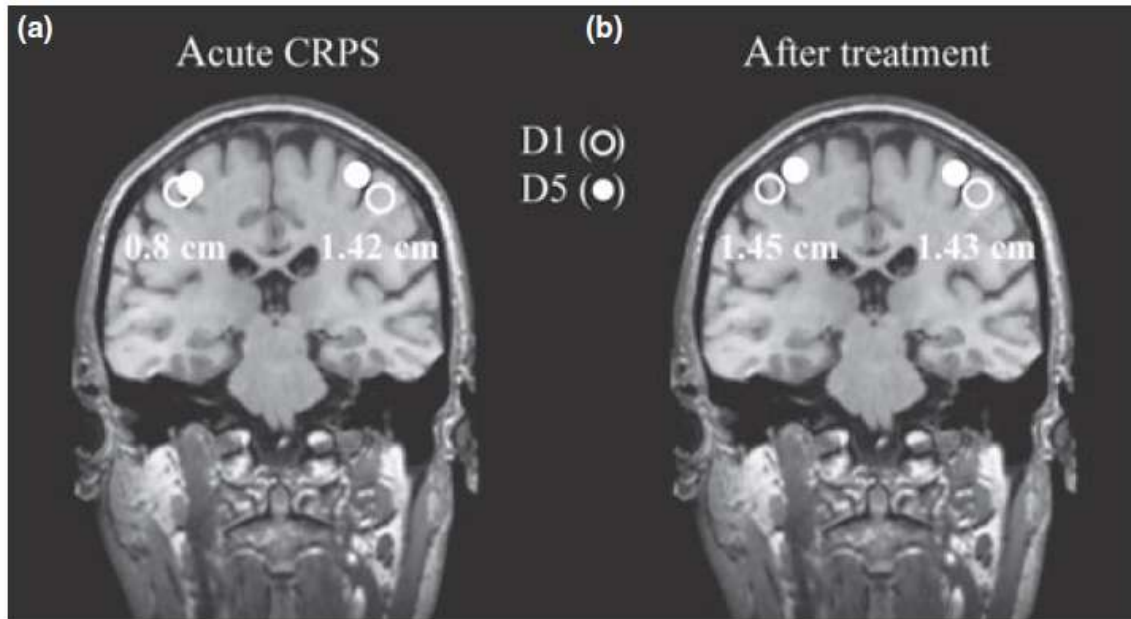 (a)
Acute CRPS
(b)
After treatment
D1 (○)
D5 (●)
0.8 cm
1.42 cm
1.45 cm
1.43 cm